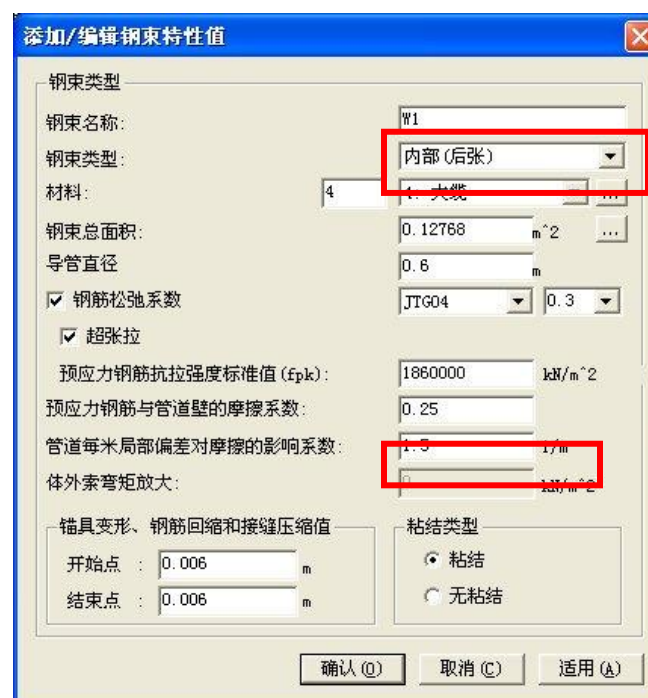 添加/编辑钢束特性值
钢束类型
钢束名称: W1
钢束类型: 内部(后张)
材料: 4 4: 大缆 ...
钢束总面积: 0.12768 m^2 ...
导管直径 0.6 m
钢筋松弛系数 JTG04 0.3
超张拉
预应力钢筋抗拉强度标准值(fpk): 1860000 kN/m^2
预应力钢筋与管道壁的摩擦系数: 0.25
管道每米局部偏差对摩擦的影响系数: 1.5 1/m
体外索弯矩放大: 0 kN/m^2
锚具变形、钢筋回缩和接缝压缩值
开始点 : 0.006 m
结束点 : 0.006 m
粘结类型
粘结
无粘结
确认(O) 取消(C) 适用(A)